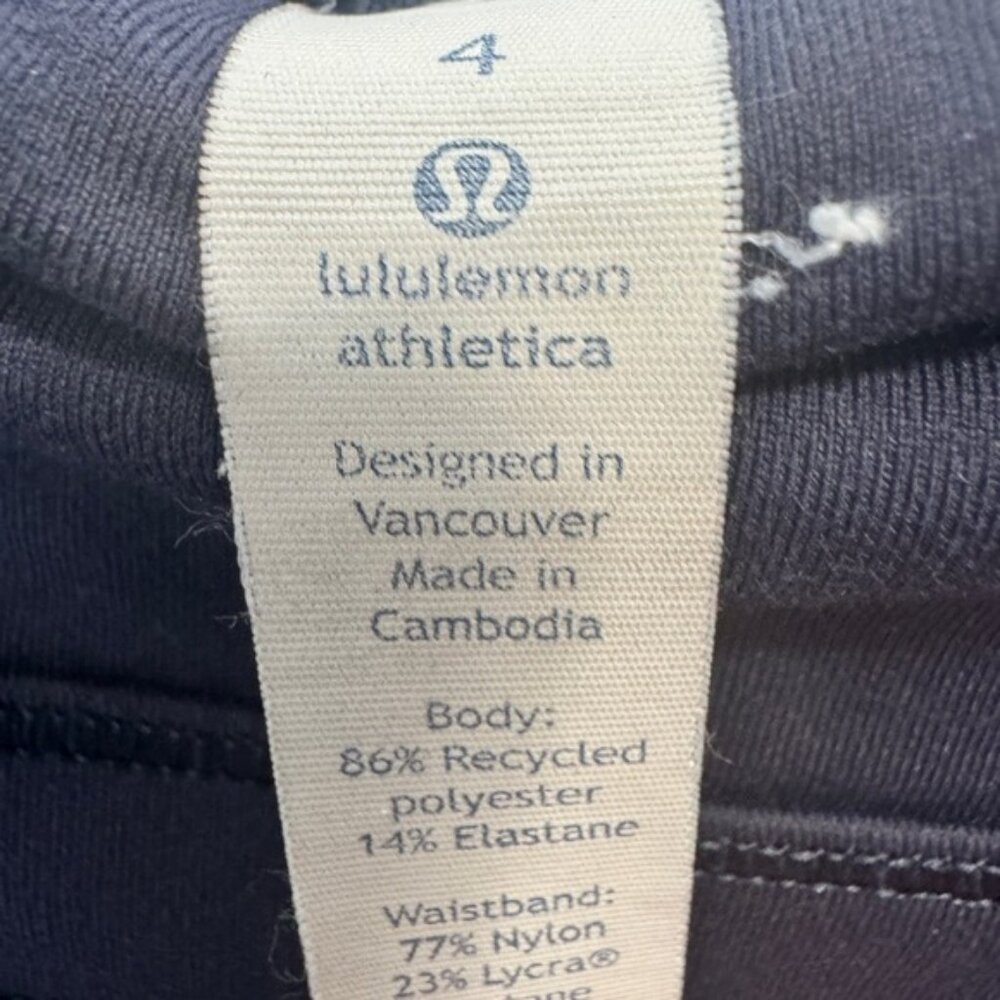 4
lululemon
athletica
Designed in
Vancouver
Made in
Cambodia
Body:
86% Recycled
polyester
14% Elastane
Waistband:
77% Nylon
23% Lycra®